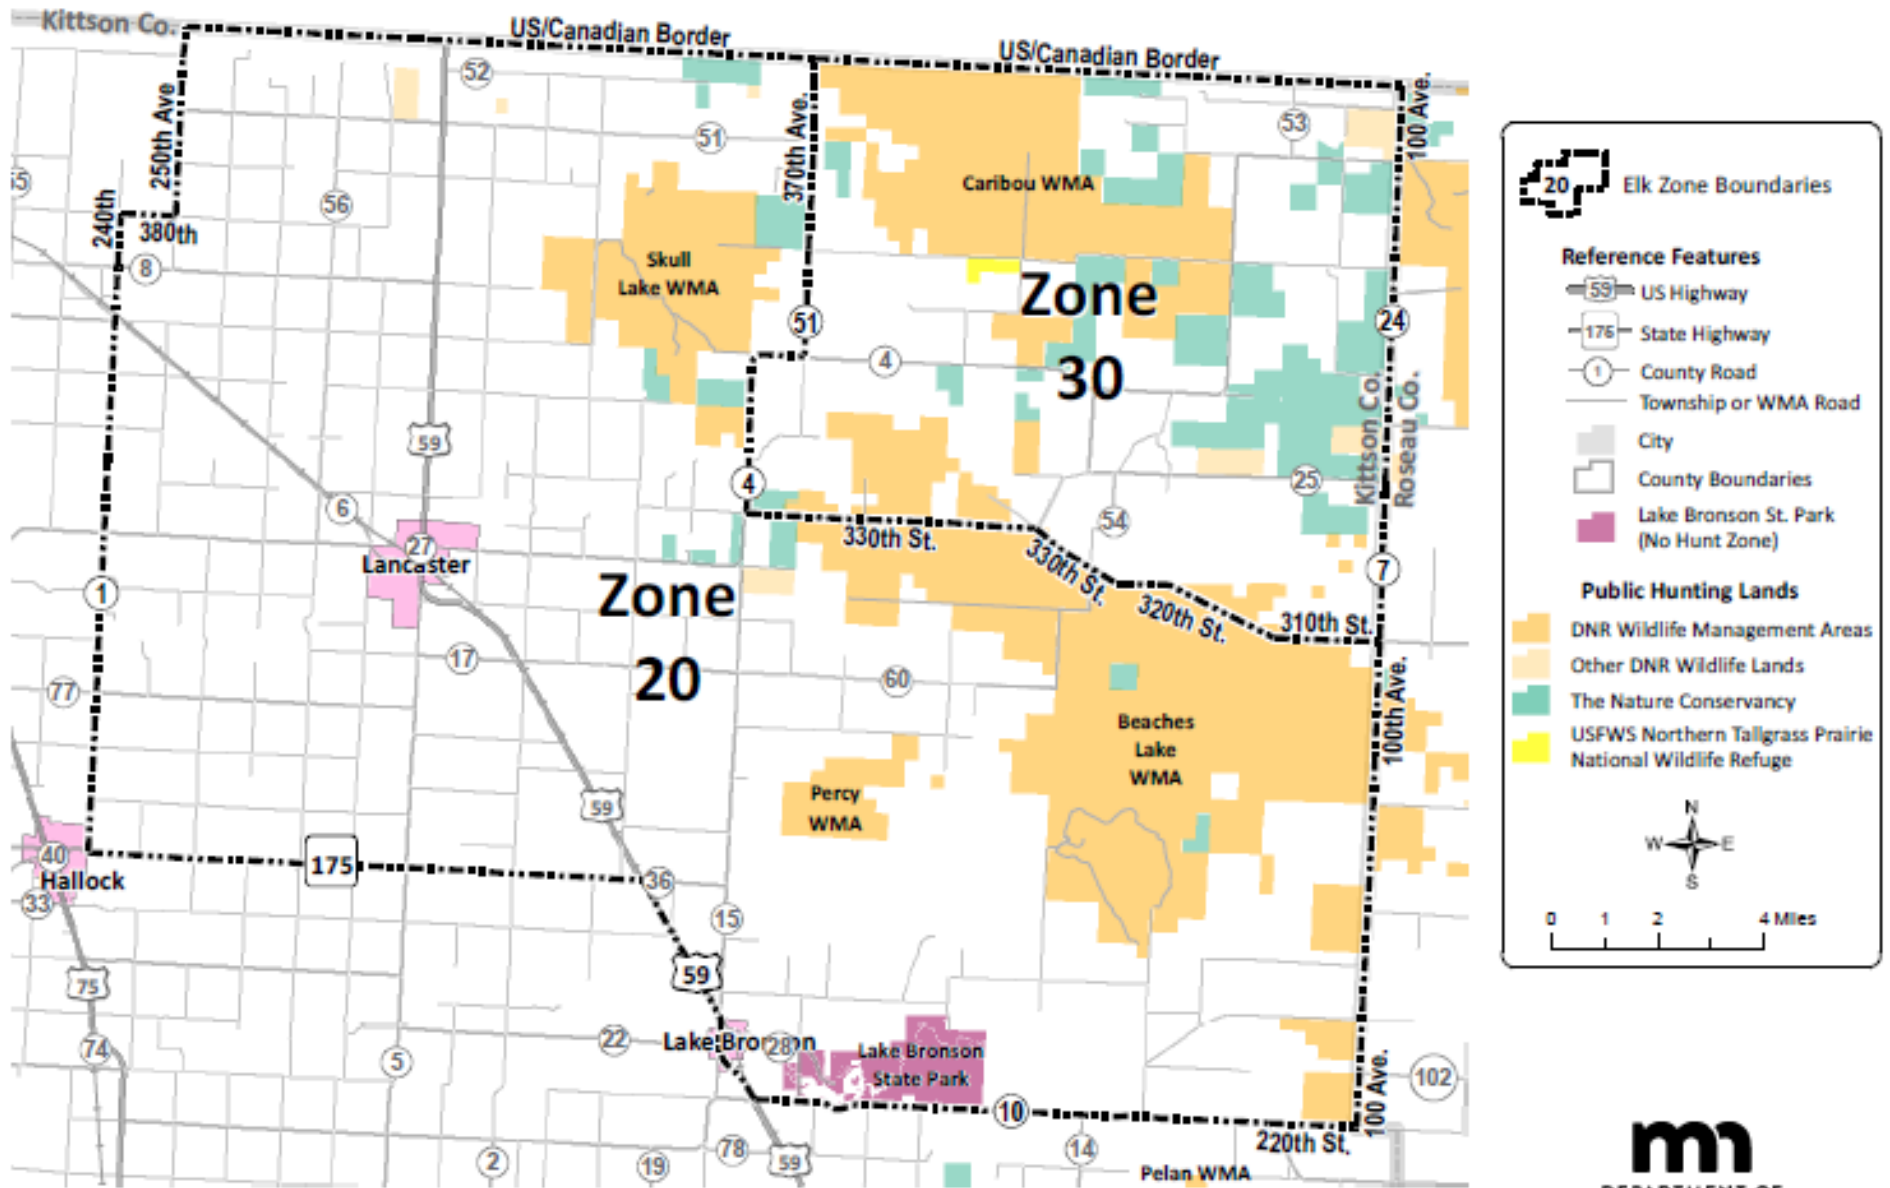 Kittson Co.
US/Canadian Border
US/Canadian Border
52
250th Ave
51
370th Ave.
53
100 Ave.
Caribou WMA
56
240th
380th
8
Skull
Lake WMA
Zone
30
51
24
4
Kittson Co.
Roseau Co.
59
4
25
6
54
330th St.
330th St.
320th St.
310th St.
7
27
Lancaster
1
Zone
20
17
60
77
100th Ave.
Beaches
Lake
WMA
Percy
WMA
59
40
Hallock
33
175
36
15
59
75
74
5
22
Lake Bronson
28
Lake Bronson
State Park
10
100 Ave.
102
220th St.
14
2
19
78
59
Pelan WMA
20
Elk Zone Boundaries
Reference Features
59 US Highway
175 State Highway
1 County Road
Township or WMA Road
City
County Boundaries
Lake Bronson St. Park
(No Hunt Zone)
Public Hunting Lands
DNR Wildlife Management Areas
Other DNR Wildlife Lands
The Nature Conservancy
USFWS Northern Tallgrass Prairie
National Wildlife Refuge
N
W E
S
0 1 2 4 Miles
DEPARTMENT OF